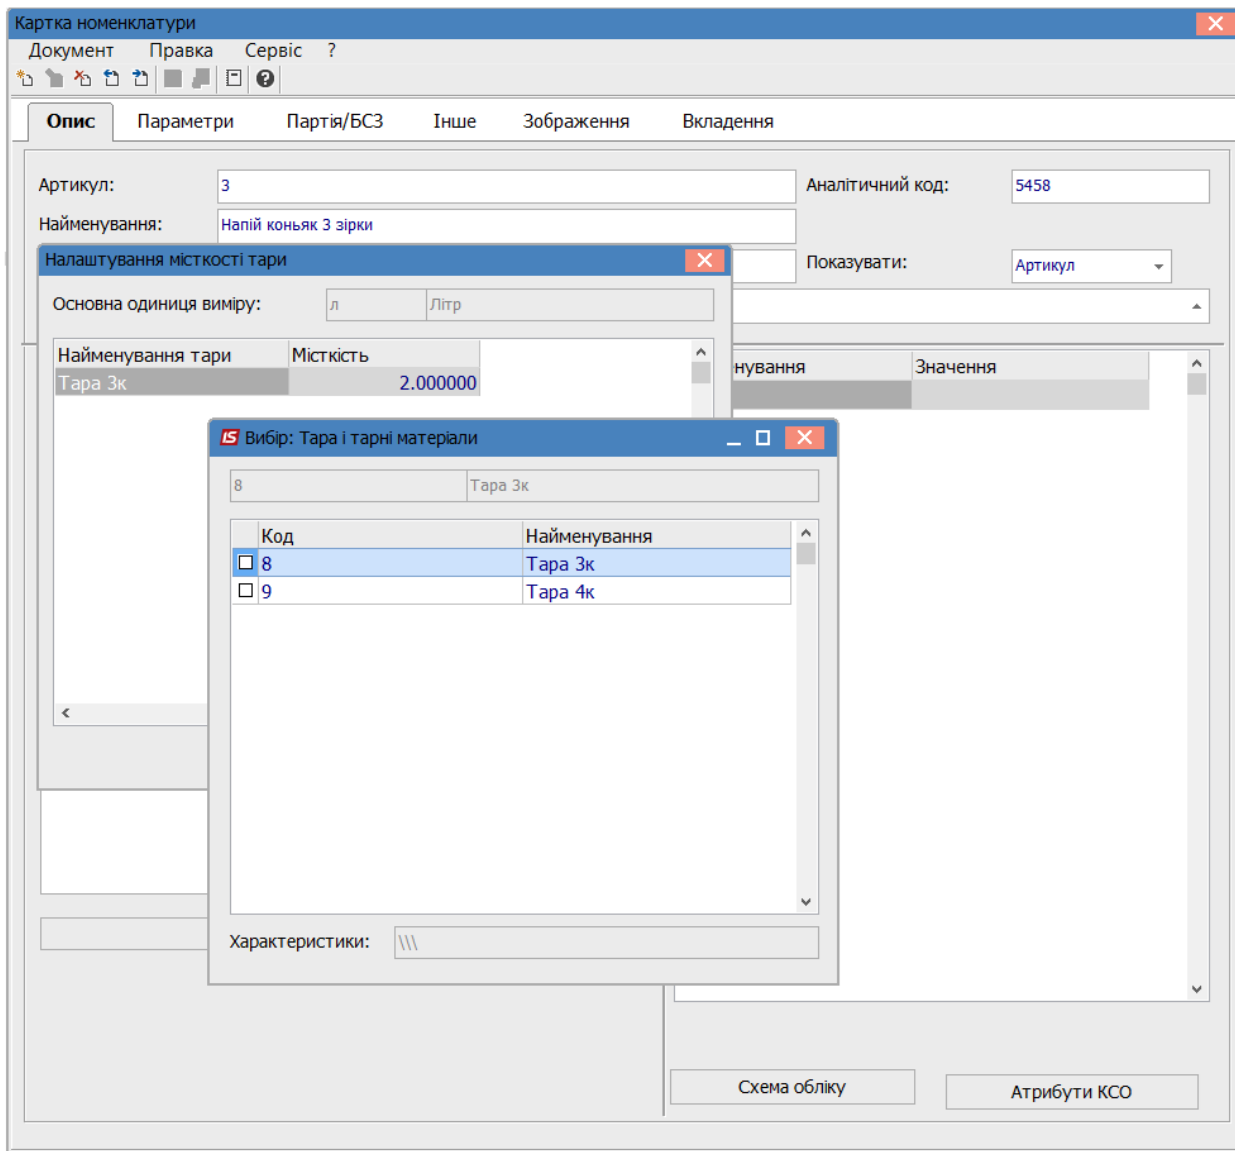 Картка номенклатури
Документ Правка Сервіс ?
Опис Параметри Партія/БСЗ Інше Зображення Вкладення
Артикул: 3 Аналітичний код: 5458
Найменування: Напій коньяк 3 зірки
Показувати: Артикул
Налаштування місткості тари
Основна одиниця виміру: л Літр
Найменування тари Місткість
Тара 3к 2.000000
нування Значення
IS Вибір: Тара і тарні матеріали
8 Тара 3к
Код Найменування
8 Тара 3к
9 Тара 4к
Характеристики: \\\
Схема обліку Атрибути КСО